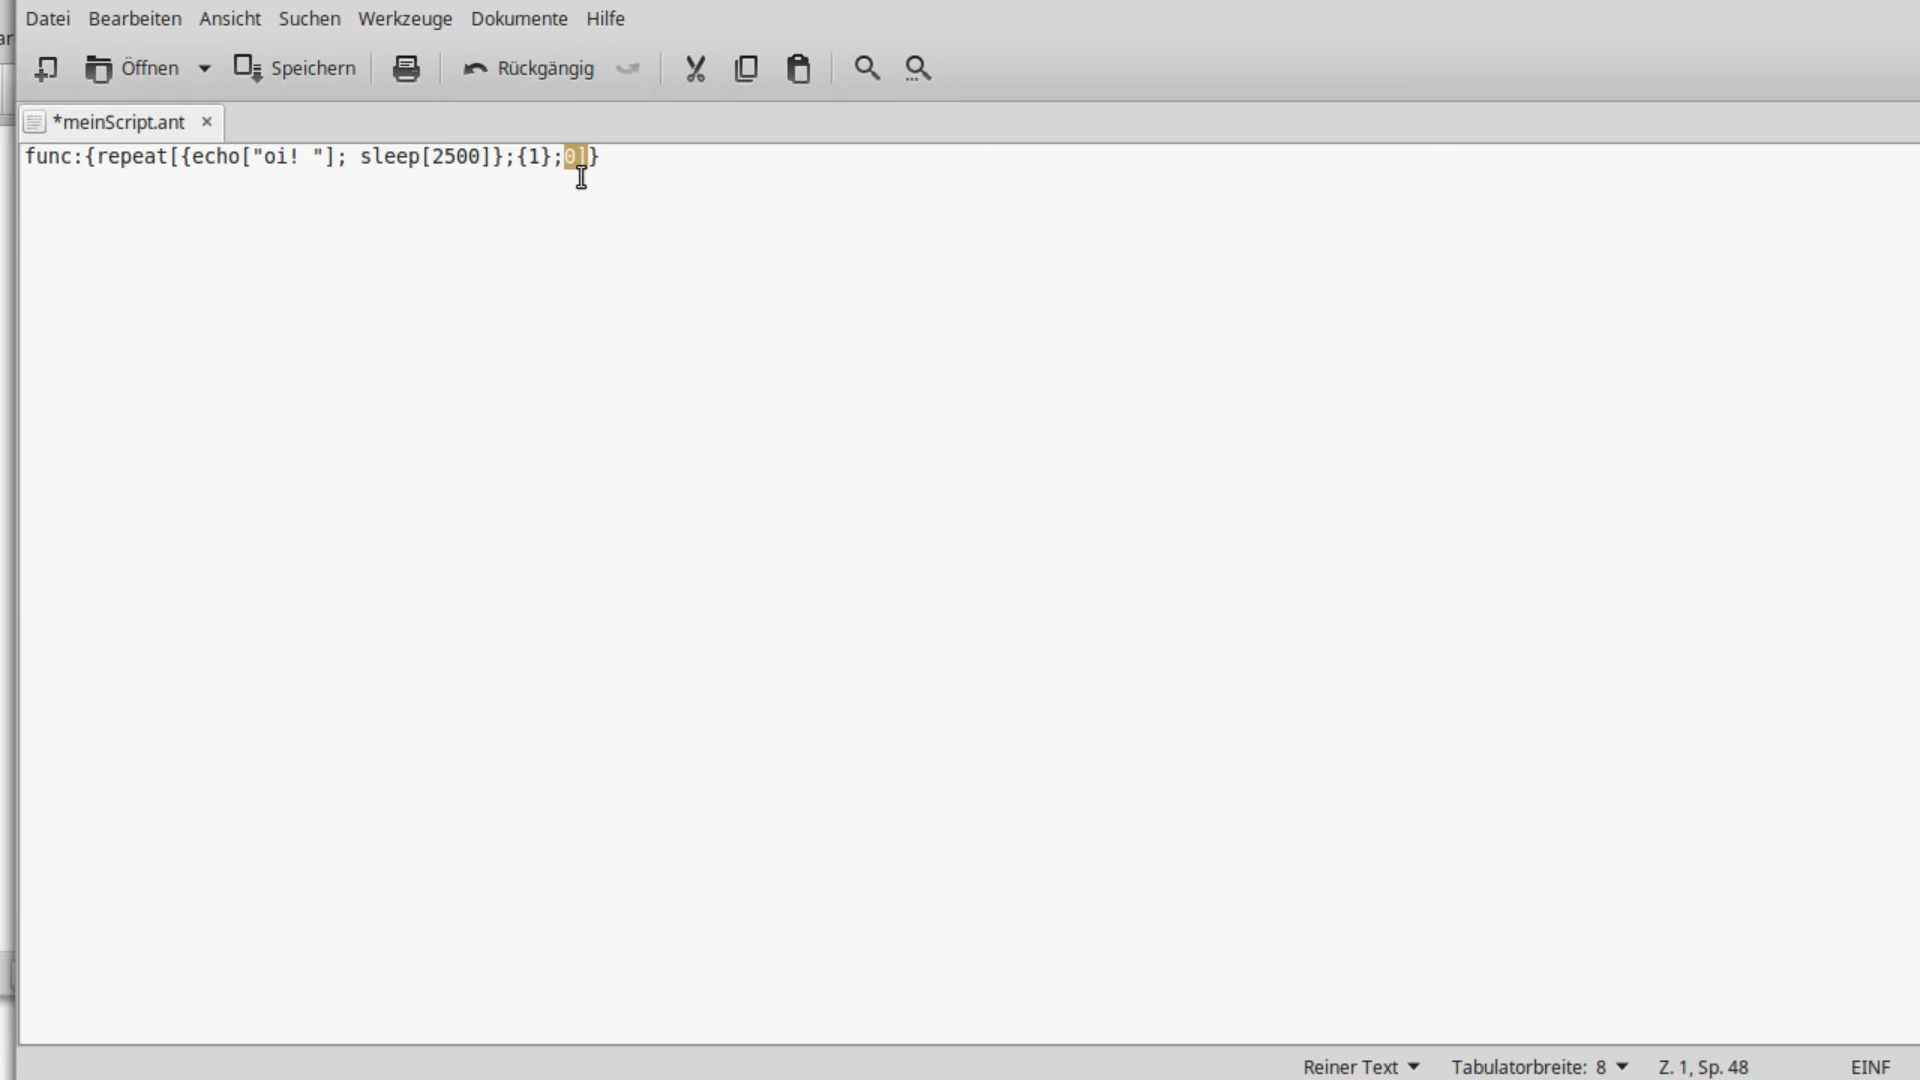 Datei Bearbeiten Ansicht Suchen Werkzeuge Dokumente Hilfe
Öffnen Speichern Rückgängig
*meinScript.ant
func:{repeat[{echo["oi! "]; sleep[2500]};{1};0]}
Reiner Text Tabulatorbreite: 8 Z. 1, Sp. 48 EINF